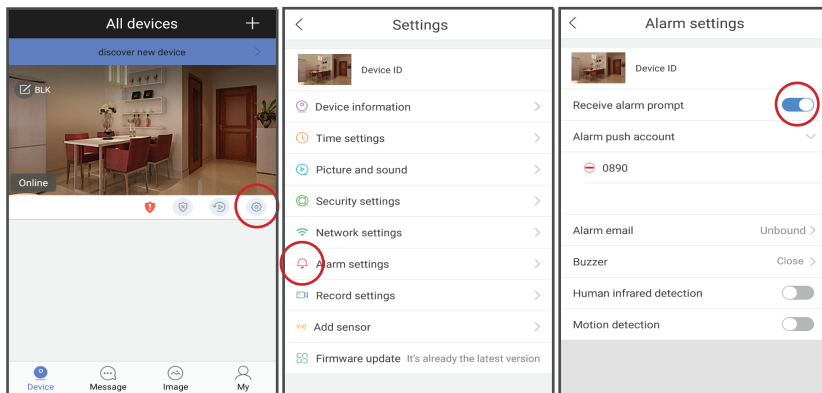 All devices +
discover new device
BLK
Online
Device Message Image My
Settings
Device ID
Device information
Time settings
Picture and sound
Security settings
Network settings
Alarm settings
Record settings
Add sensor
Firmware update It's already the latest version
Alarm settings
Device ID
Receive alarm prompt
Alarm push account
0890
Alarm email Unbound
Buzzer Close
Human infrared detection
Motion detection